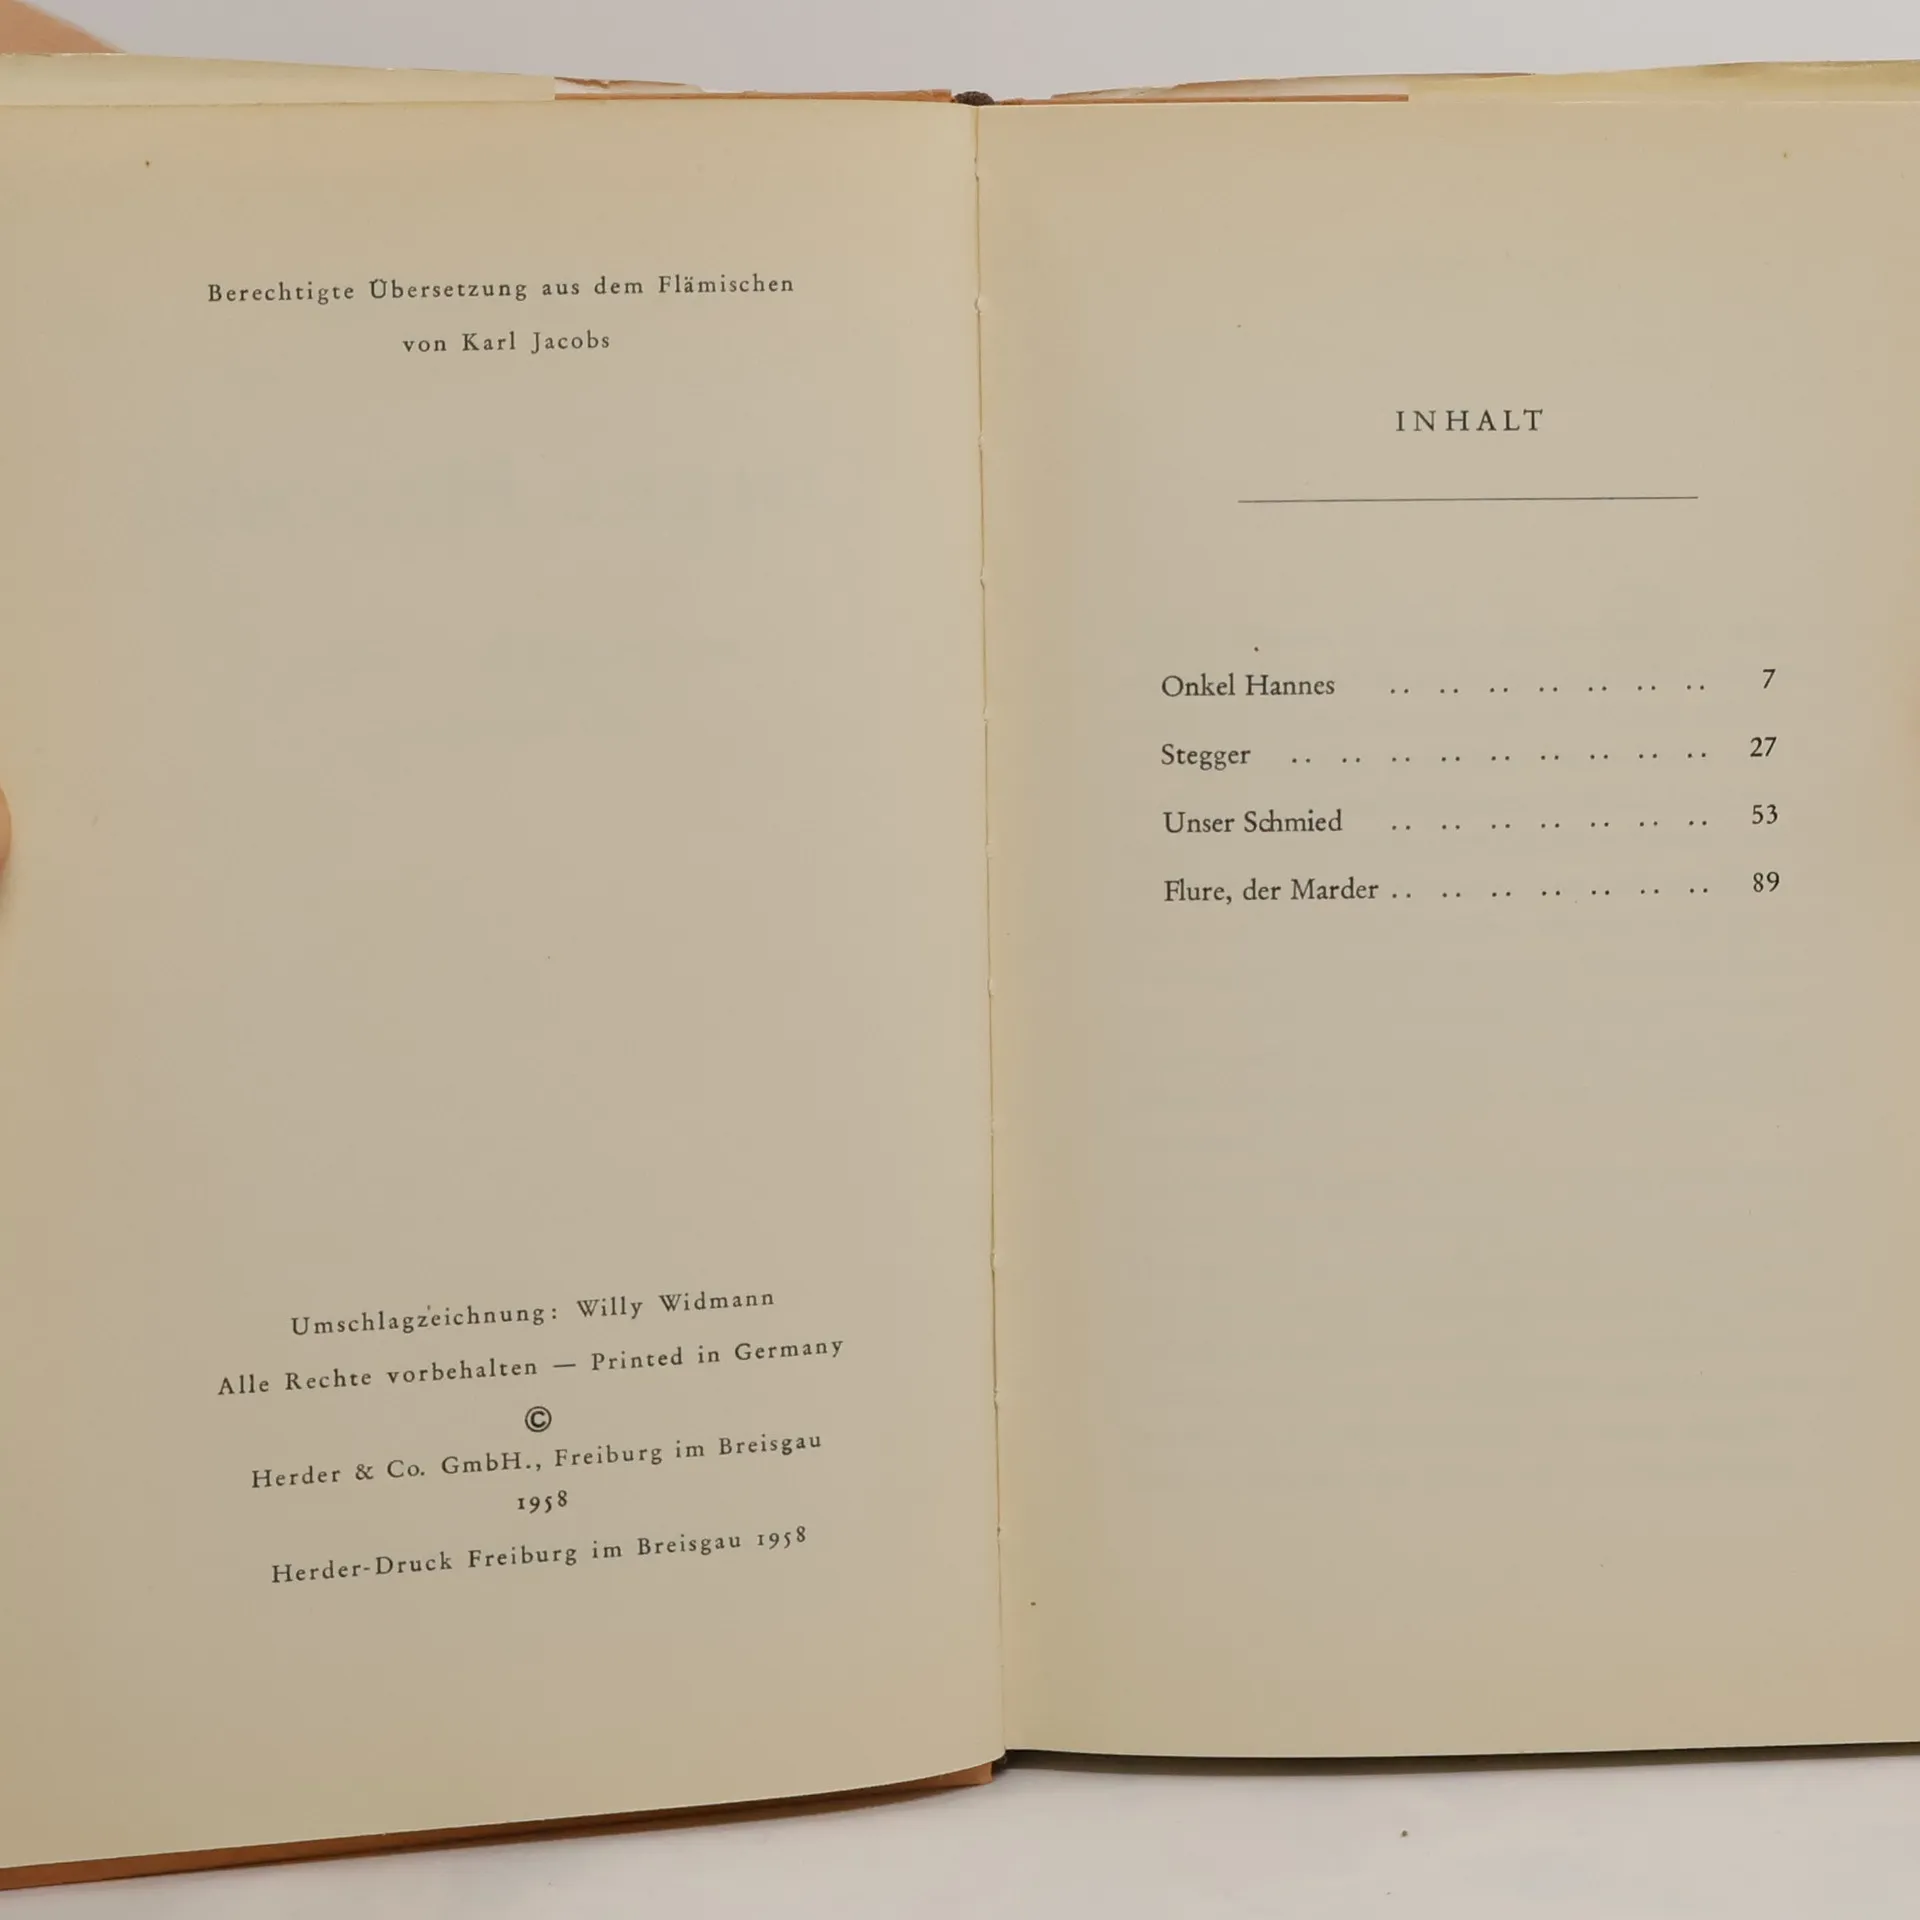 Berechtigte Übersetzung aus dem Flämischen
von Karl Jacobs
Umschlagzeichnung: Willy Widmann
Alle Rechte vorbehalten — Printed in Germany
©
Herder & Co. GmbH., Freiburg im Breisgau
1958
Herder-Druck Freiburg im Breisgau 1958
INHALT
Onkel Hannes .. .. .. .. .. .. .. 7
Stegger .. .. .. .. .. .. .. .. .. 27
Unser Schmied .. .. .. .. .. .. .. 53
Flure, der Marder .. .. .. .. .. .. .. 89